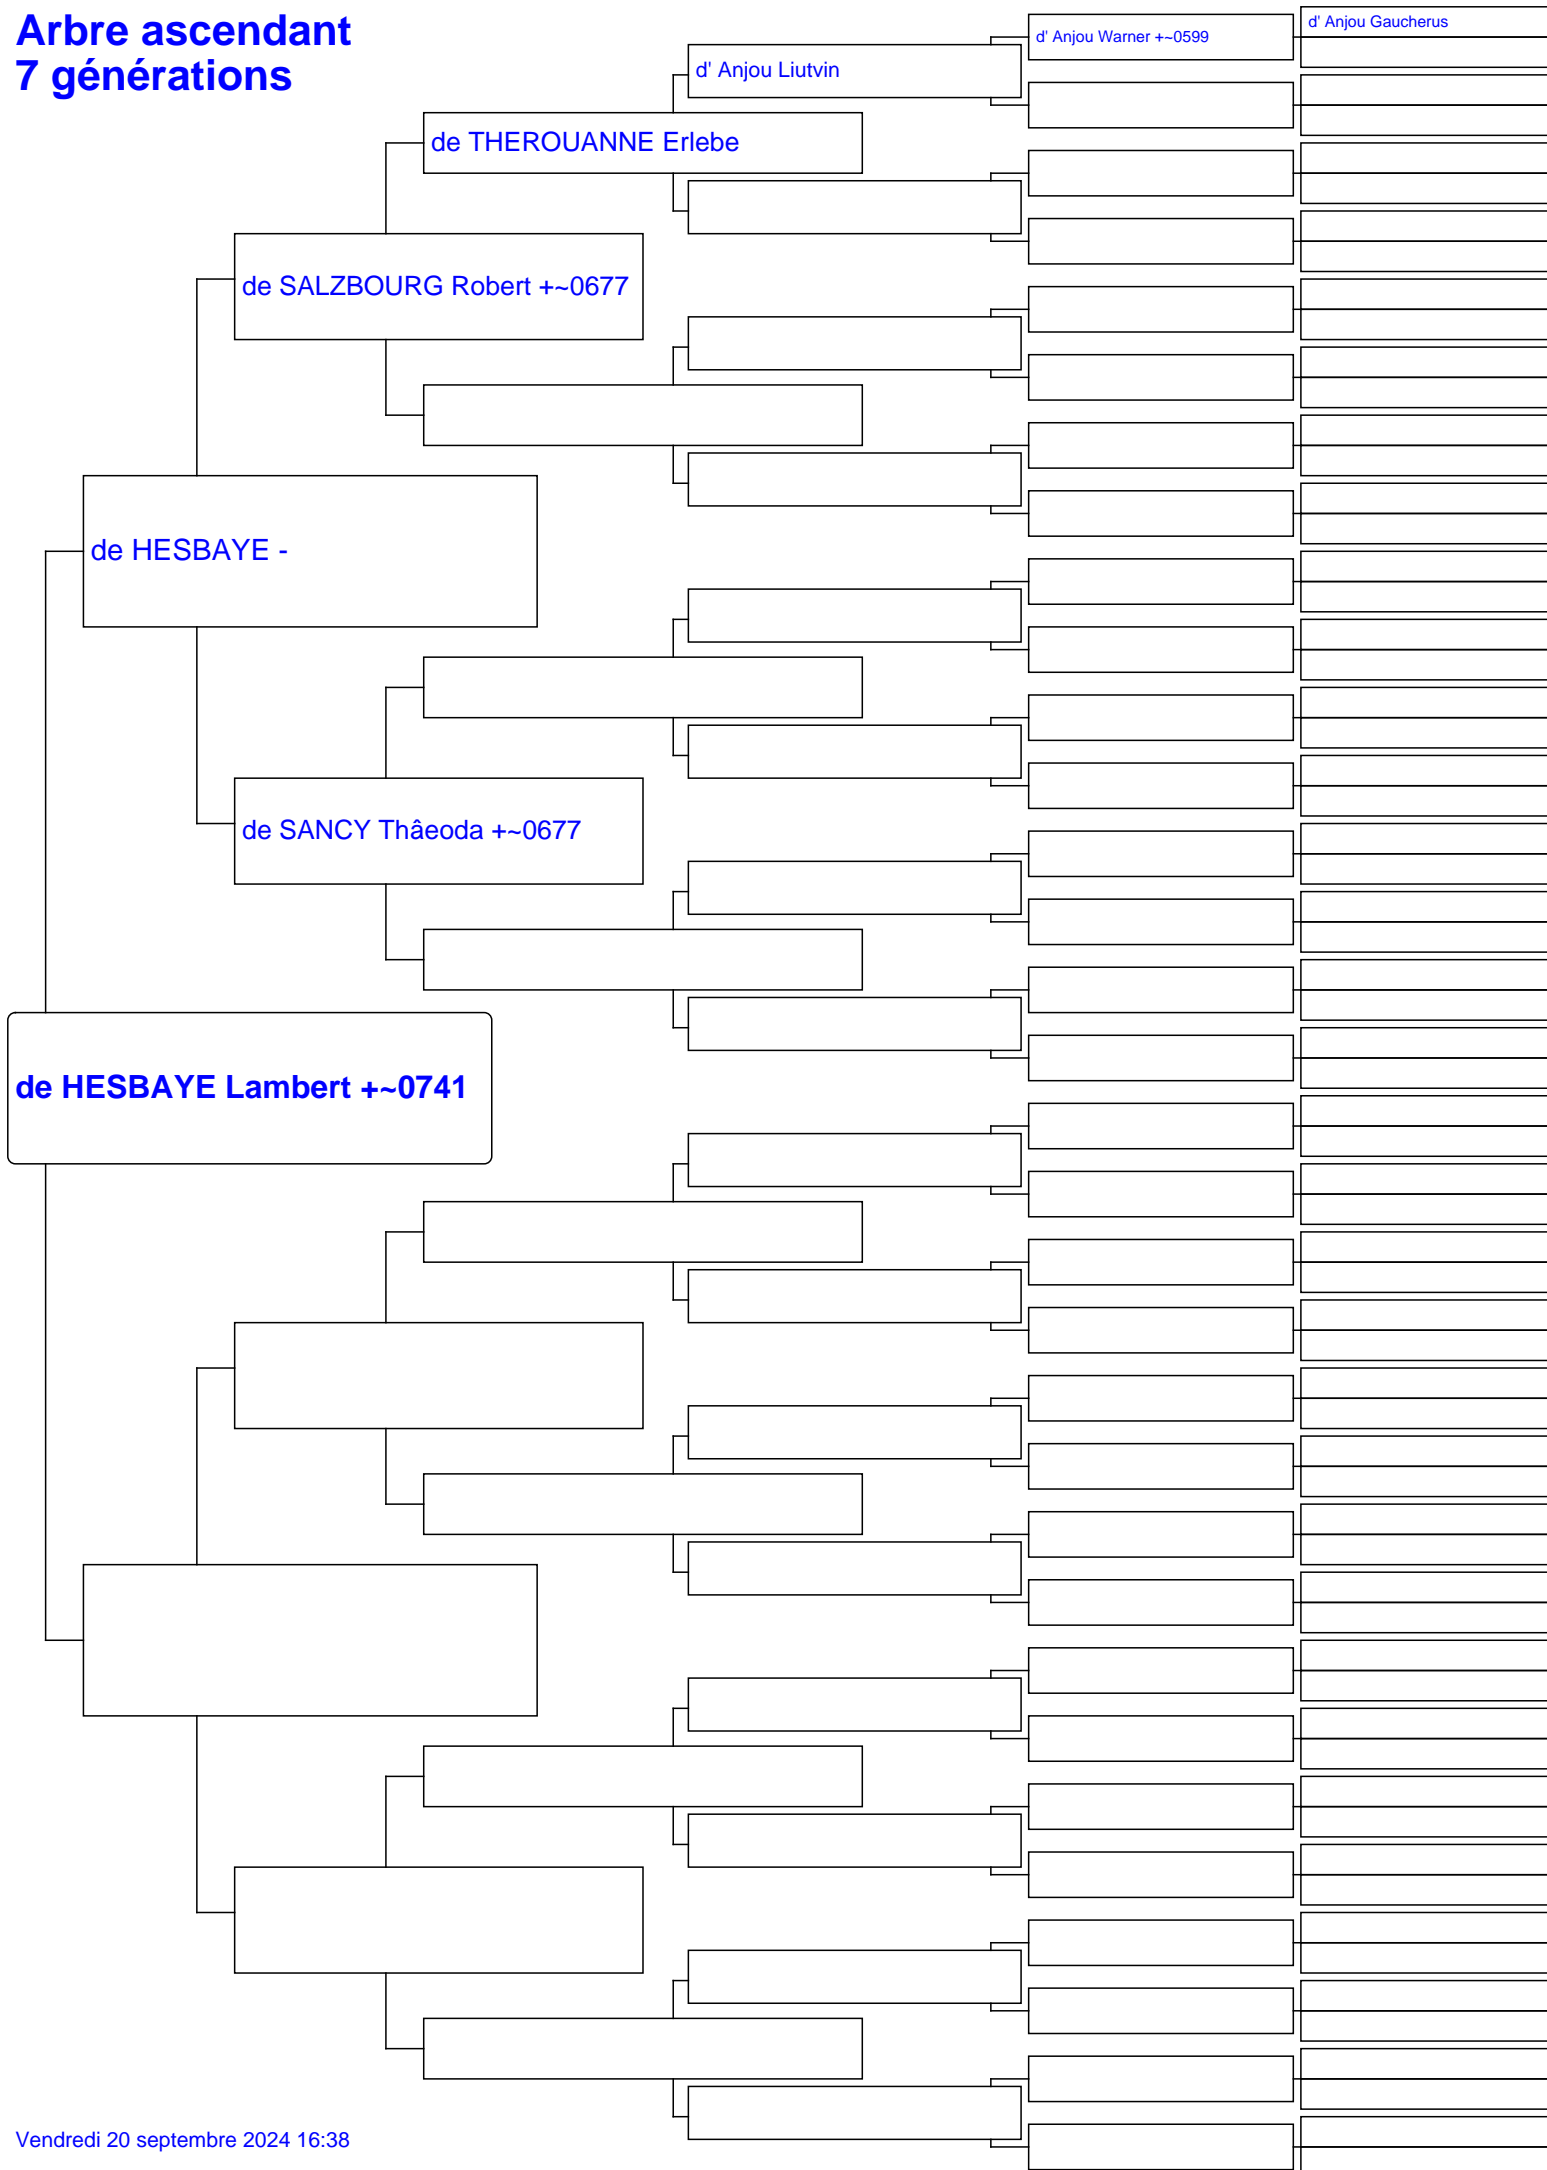 Arbre ascendant
7 générations
d' Anjou Gaucherus
d' Anjou Warner +~0599
d' Anjou Liutvin
de THEROUANNE Erlebe
de SALZBOURG Robert +~0677
de HESBAYE -
de SANCY Thâeoda +~0677
de HESBAYE Lambert +~0741
Vendredi 20 septembre 2024 16:38